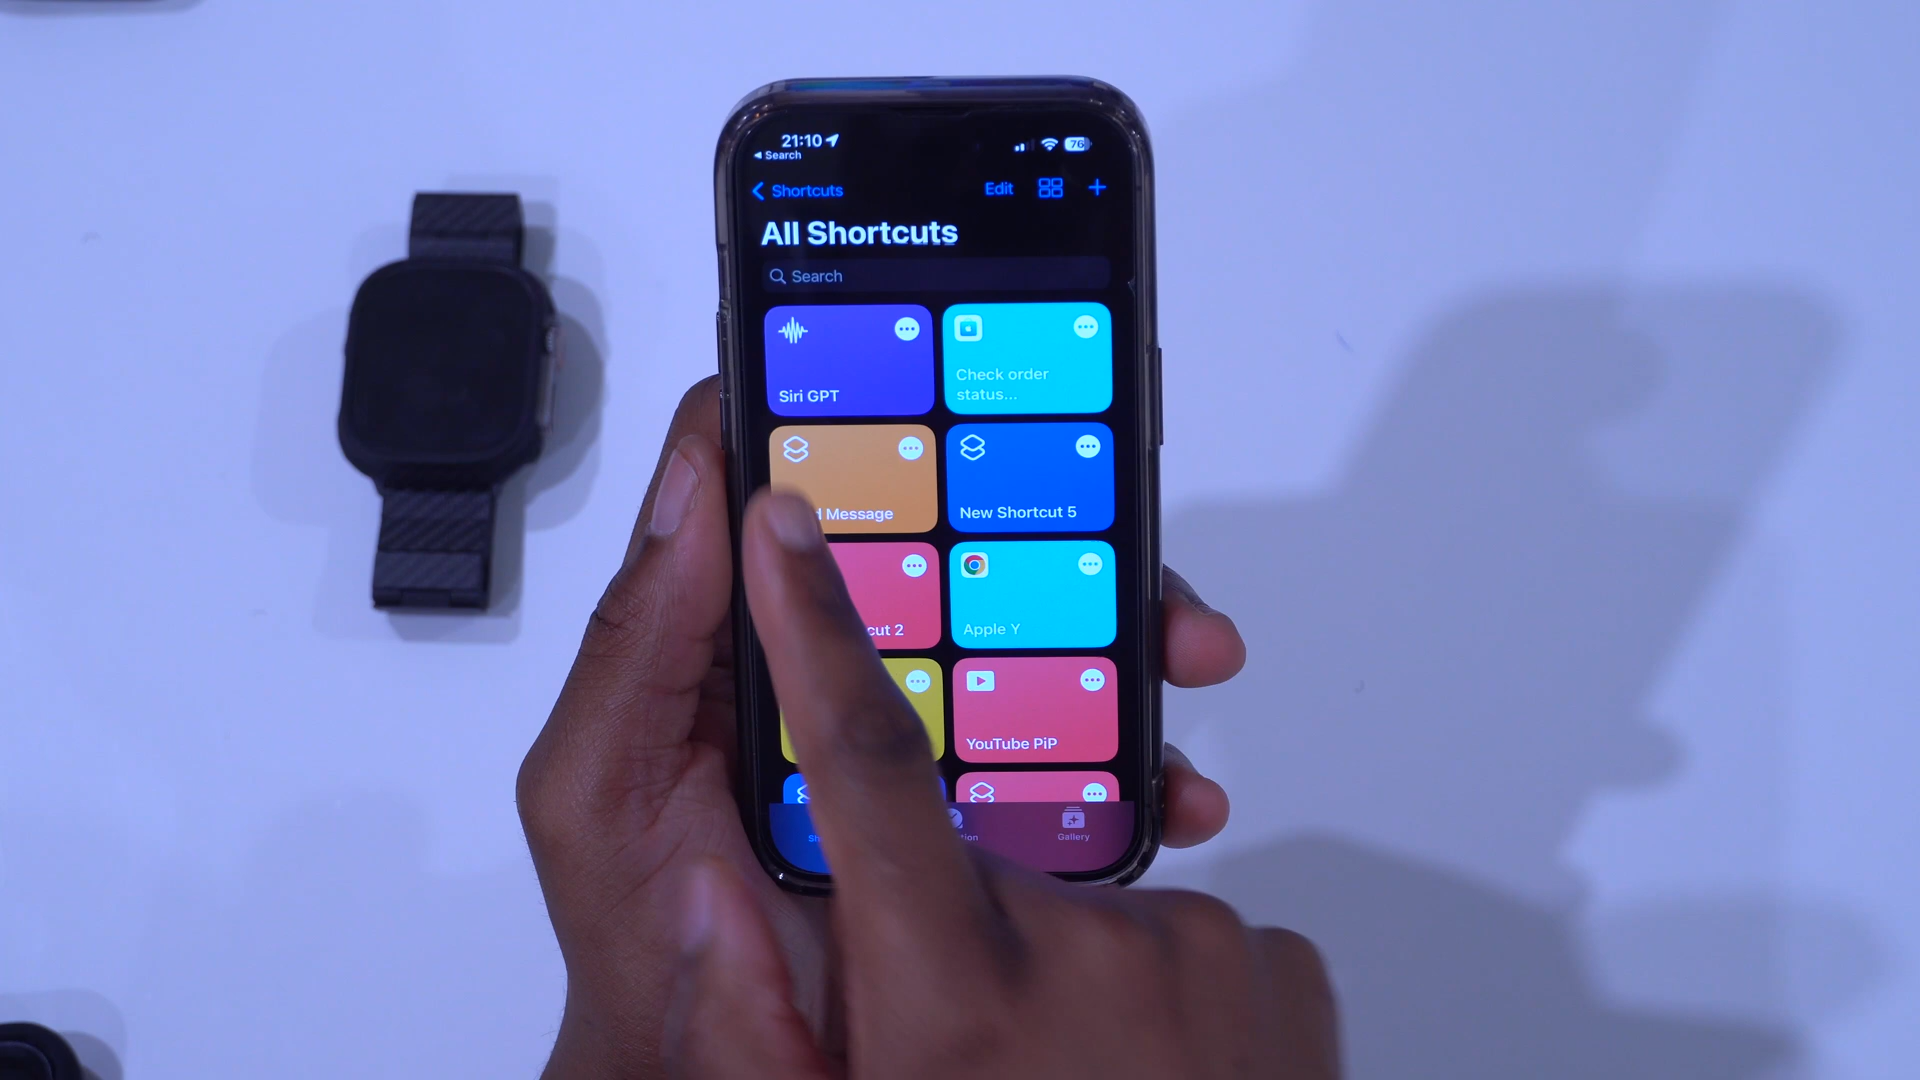 21:10
76
◀ Search
Shortcuts
Edit
All Shortcuts
Search
Siri GPT
Check order
status...
Message
New Shortcut 5
cut 2
Apple Y
YouTube PiP
Gallery